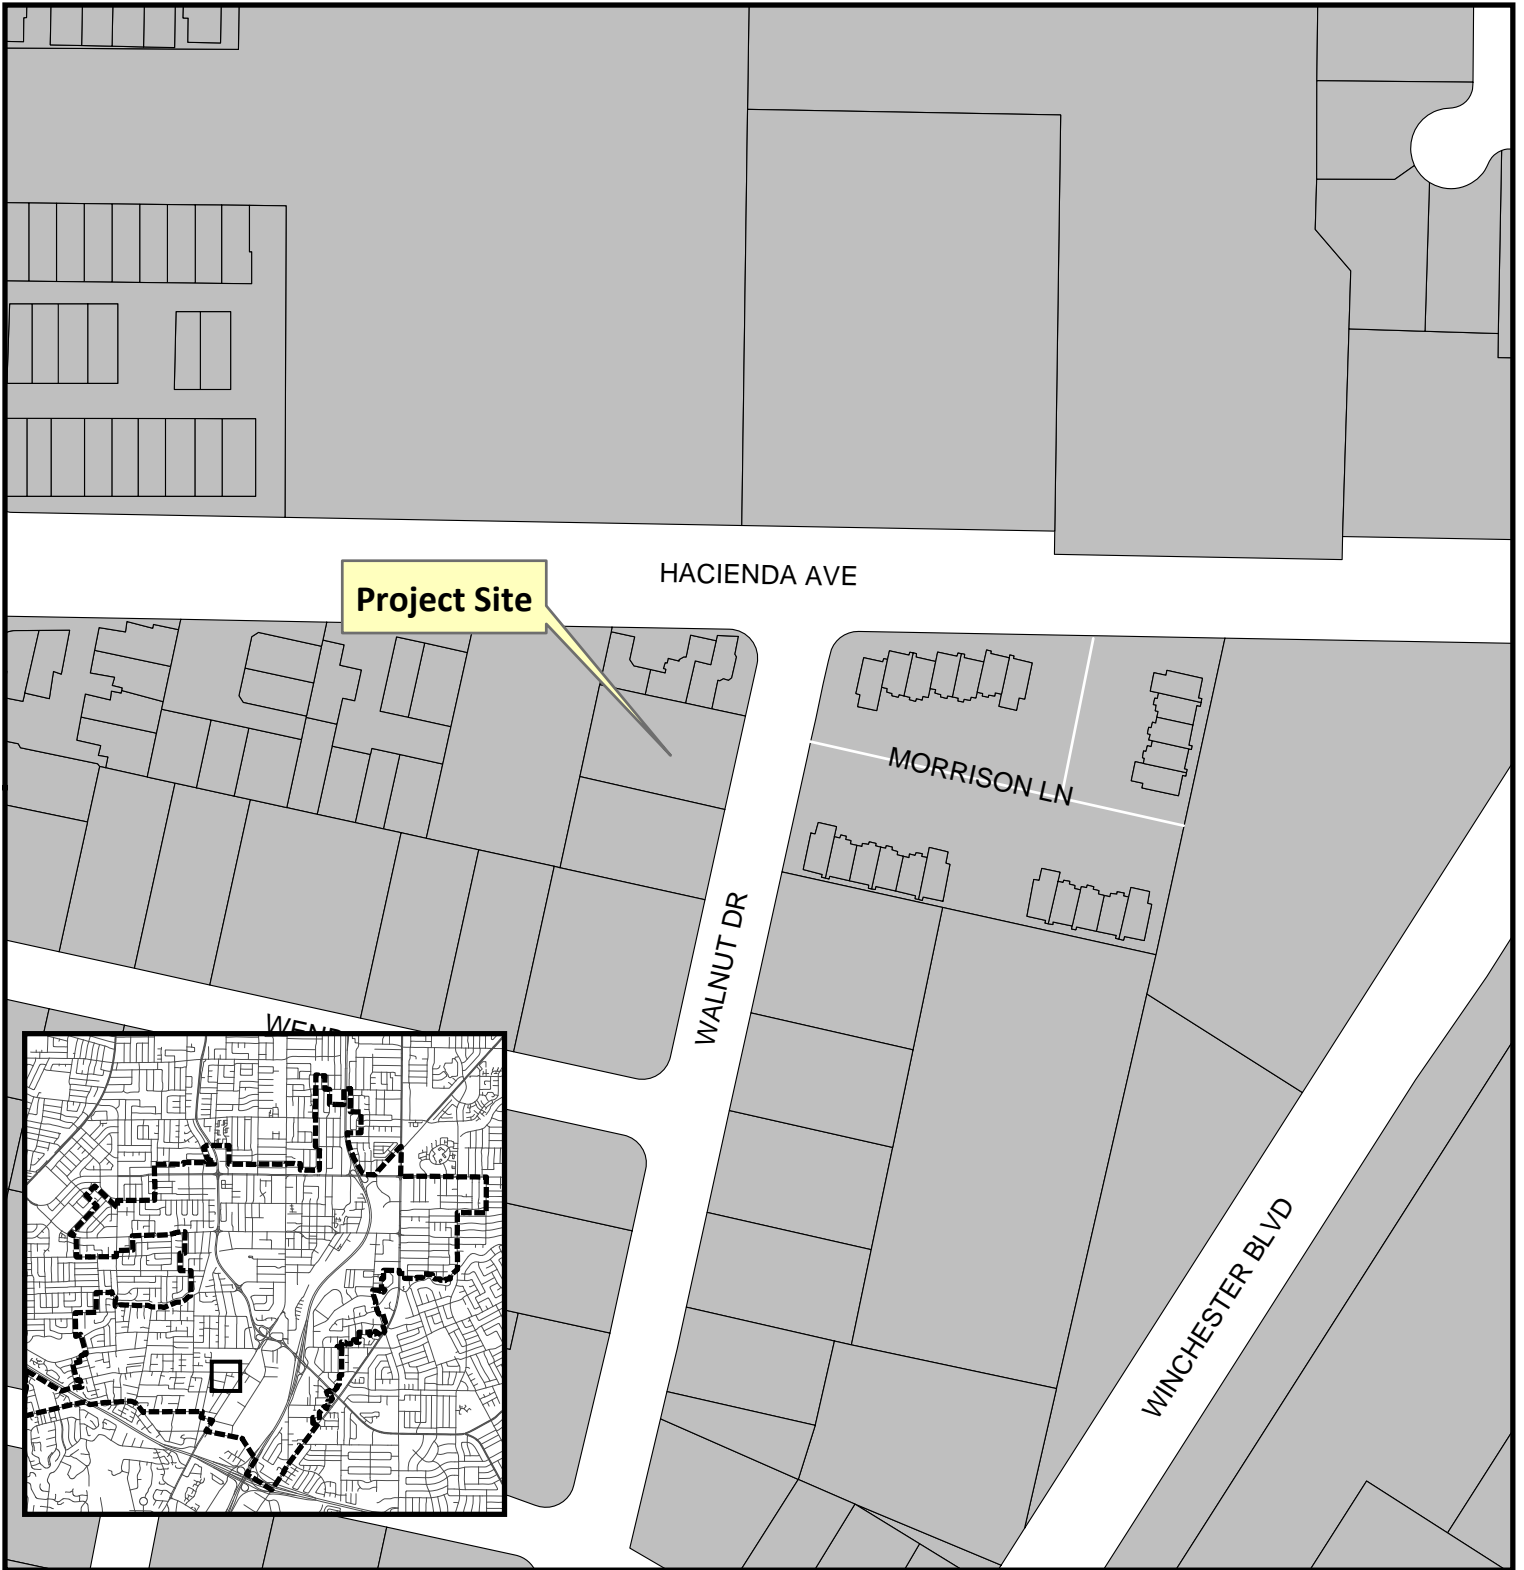 HACIENDA AVE
Project Site
MORRISON LN
WALNUT DR
WINCHESTER BLVD